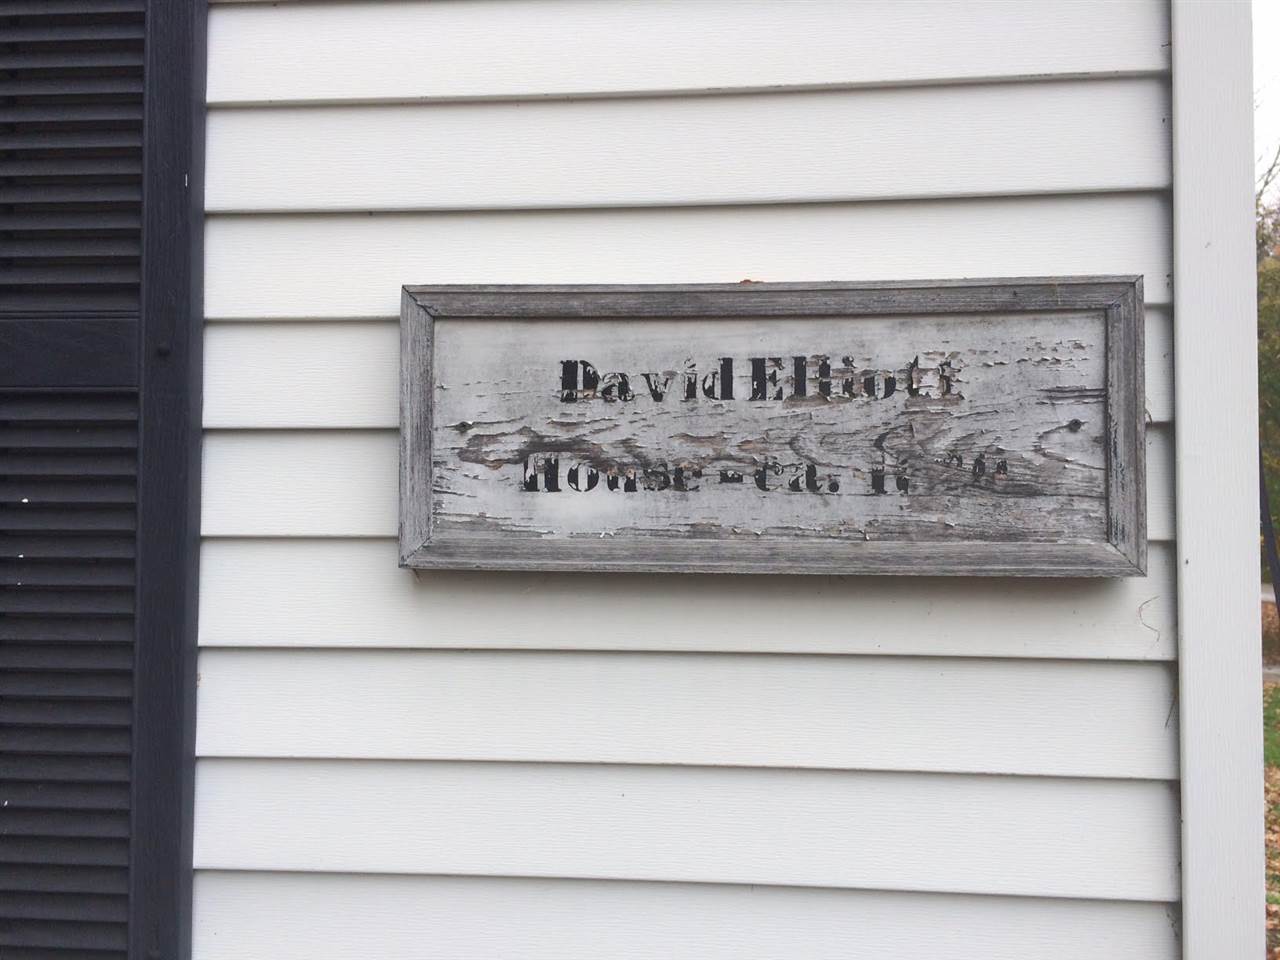 David Elliott
House - ca.